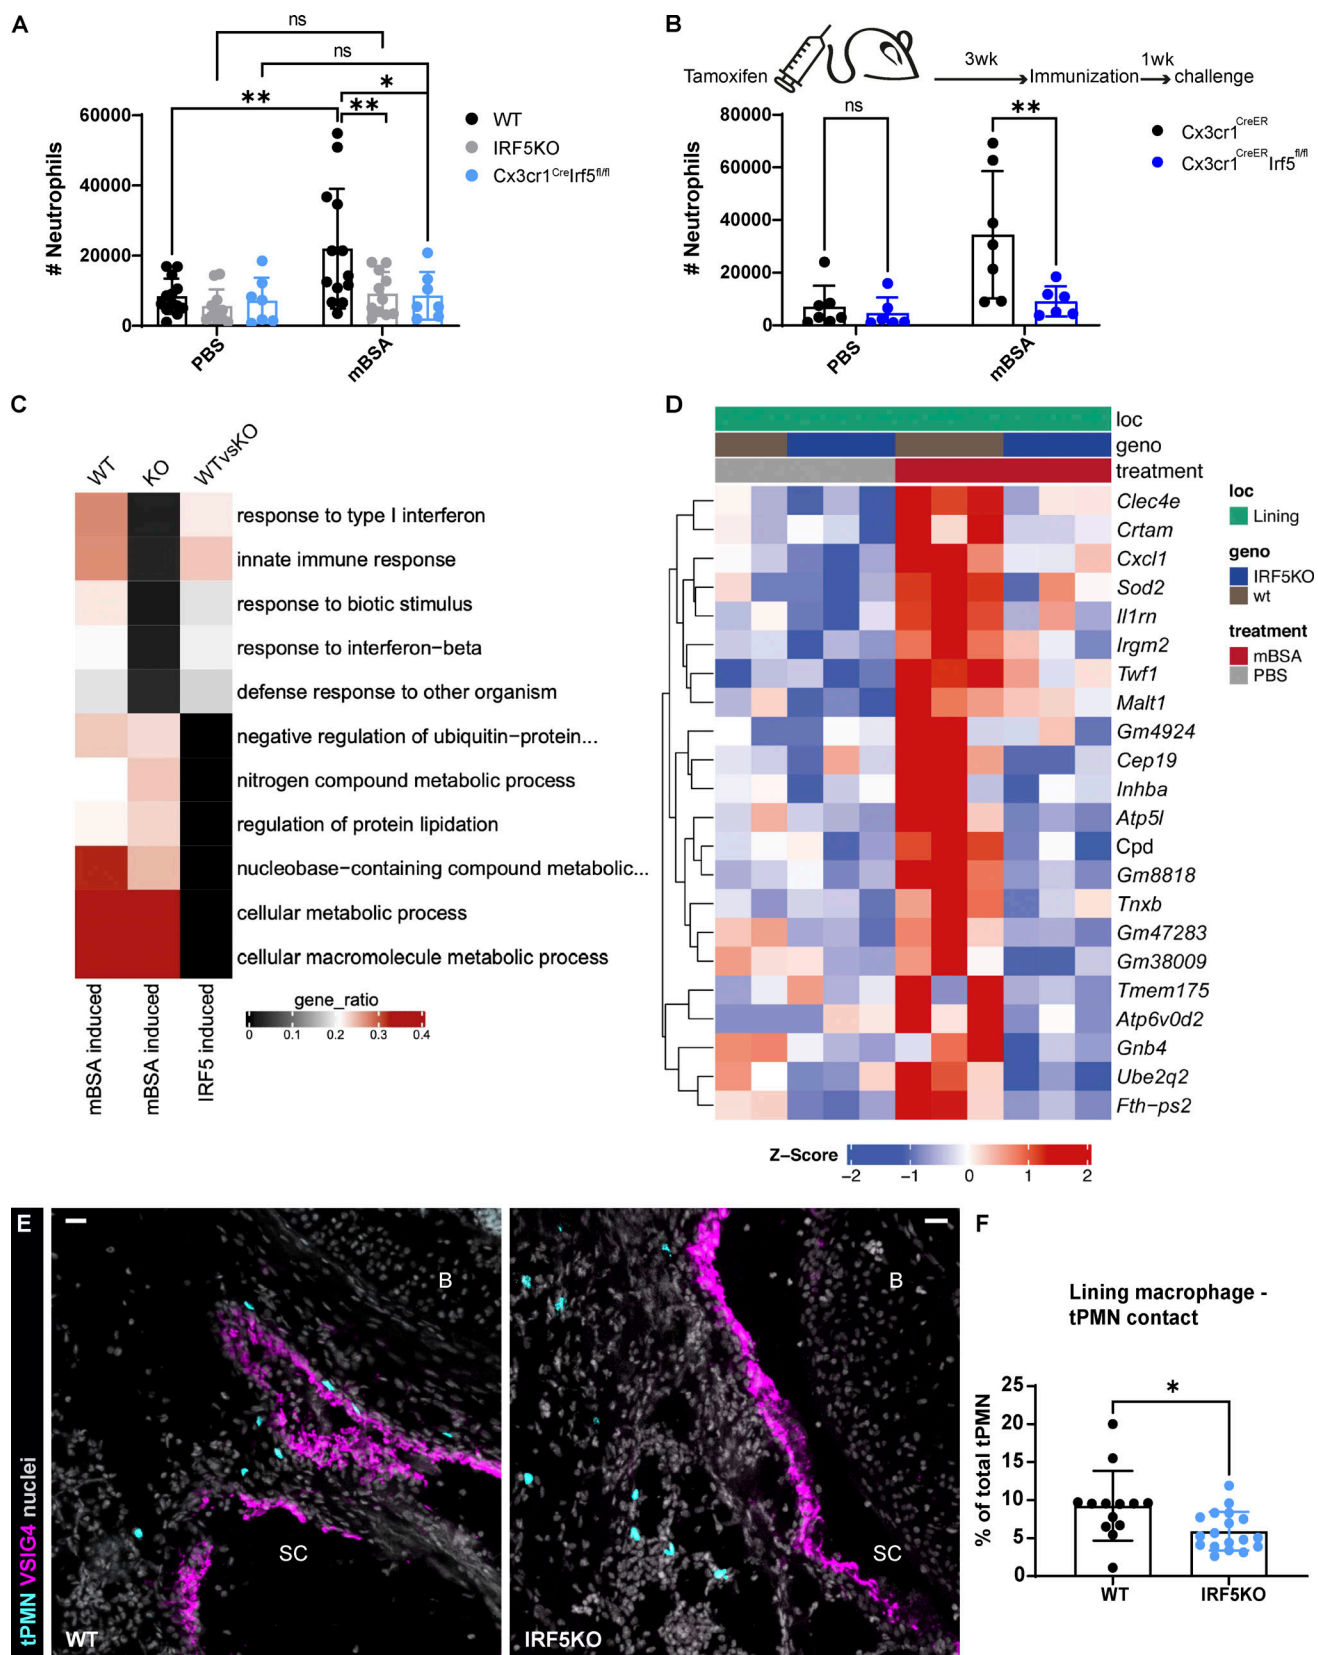 A
ns
ns
*
**
**
# Neutrophils
60000
40000
20000
0
PBS
mBSA
WT
IRF5KO
Cx3cr1CreIrf5fl/fl
B
Tamoxifen
3wk
Immunization
1wk
challenge
ns
**
# Neutrophils
80000
60000
40000
20000
0
PBS
mBSA
Cx3cr1CreER
Cx3cr1CreERIrf5fl/fl
C
WT
KO
WTvsKO
response to type I interferon
innate immune response
response to biotic stimulus
response to interferon−beta
defense response to other organism
negative regulation of ubiquitin−protein...
nitrogen compound metabolic process
regulation of protein lipidation
nucleobase−containing compound metabolic...
cellular metabolic process
cellular macromolecule metabolic process
mBSA induced
mBSA induced
IRF5 induced
gene_ratio
0 0.1 0.2 0.3 0.4
D
loc
geno
treatment
Clec4e
Crtam
Cxcl1
Sod2
Il1rn
Irgm2
Twf1
Malt1
Gm4924
Cep19
Inhba
Atp5l
Cpd
Gm8818
Tnxb
Gm47283
Gm38009
Tmem175
Atp6v0d2
Gnb4
Ube2q2
Fth−ps2
loc
Lining
geno
IRF5KO
wt
treatment
mBSA
PBS
Z−Score
−2 −1 0 1 2
E
tPMN VSIG4 nuclei
B
SC
WT
B
SC
IRF5KO
F
Lining macrophage -
tPMN contact
*
% of total tPMN
25
20
15
10
5
0
WT
IRF5KO